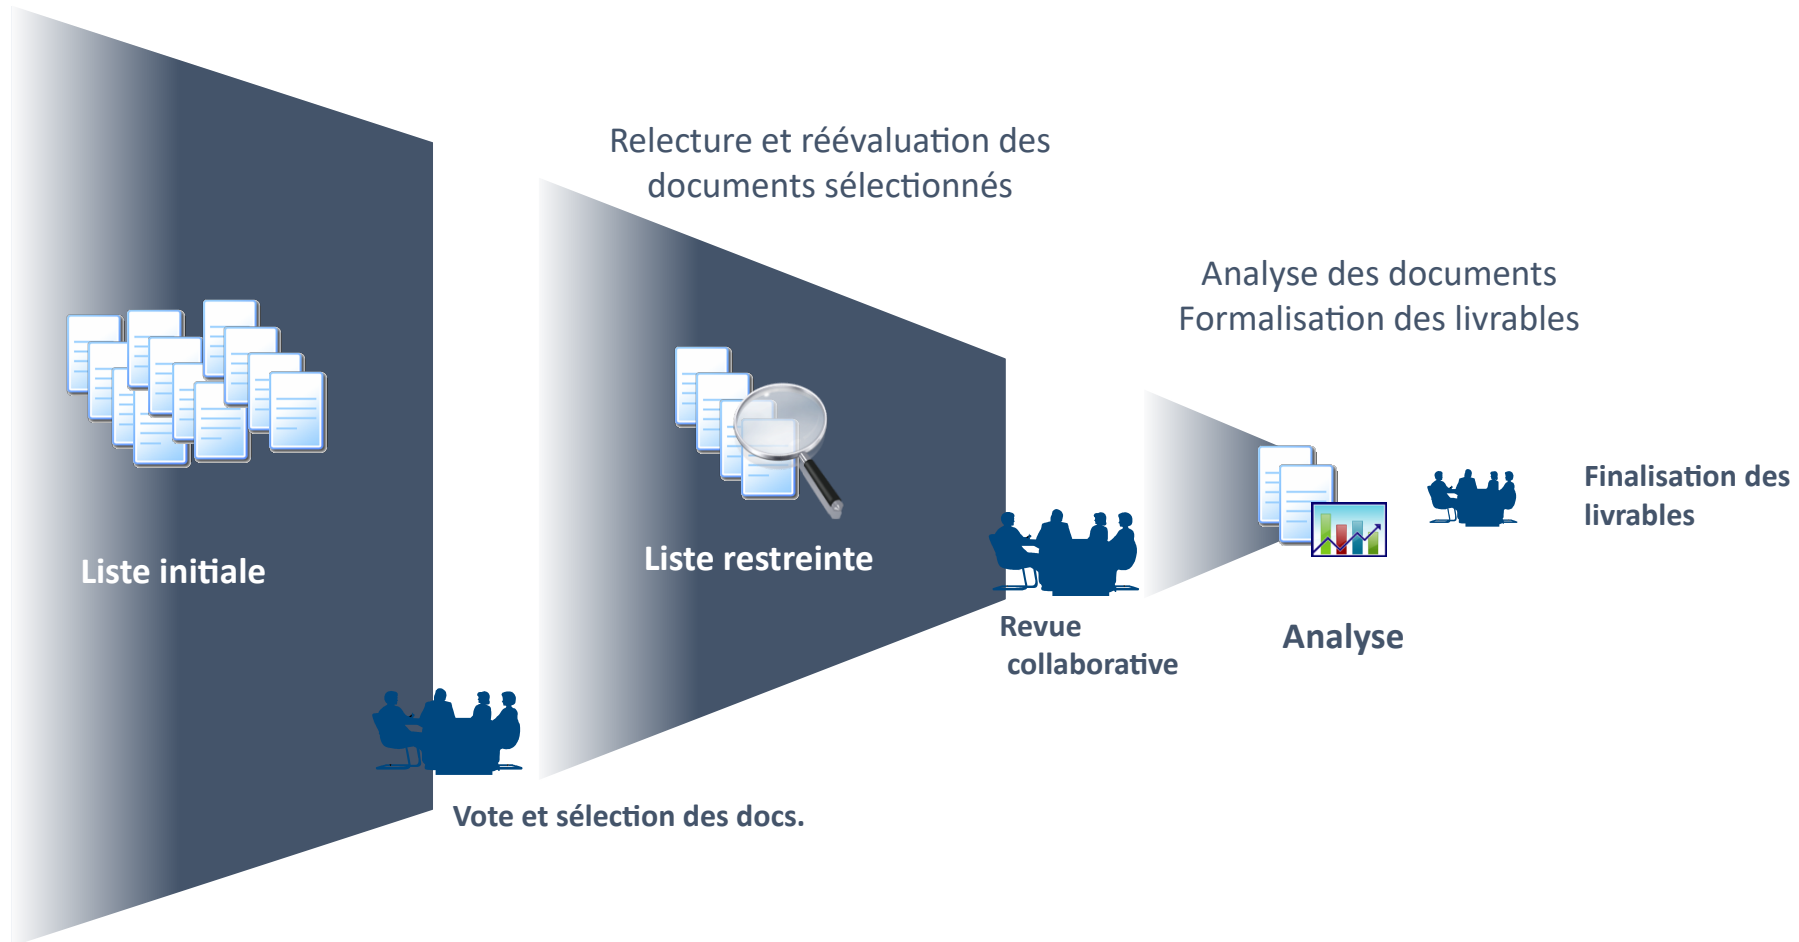 Relecture et réévaluation des
documents sélectionnés
Analyse des documents
Formalisation des livrables
Liste initiale
Liste restreinte
Finalisation des
livrables
Revue
collaborative
Analyse
Vote et sélection des docs.